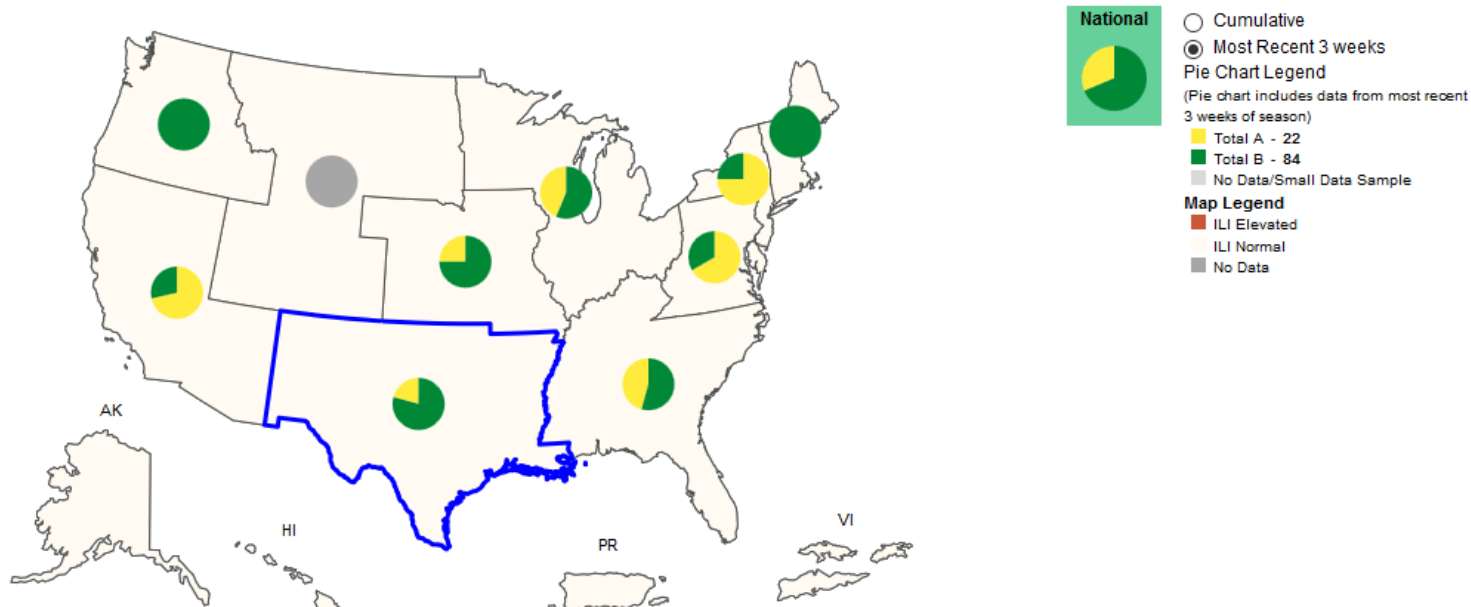 National
Cumulative
Most Recent 3 weeks
Pie Chart Legend
(Pie chart includes data from most recent
3 weeks of season)
Total A - 22
Total B - 84
No Data/Small Data Sample
Map Legend
ILI Elevated
ILI Normal
No Data
AK
HI
PR
VI